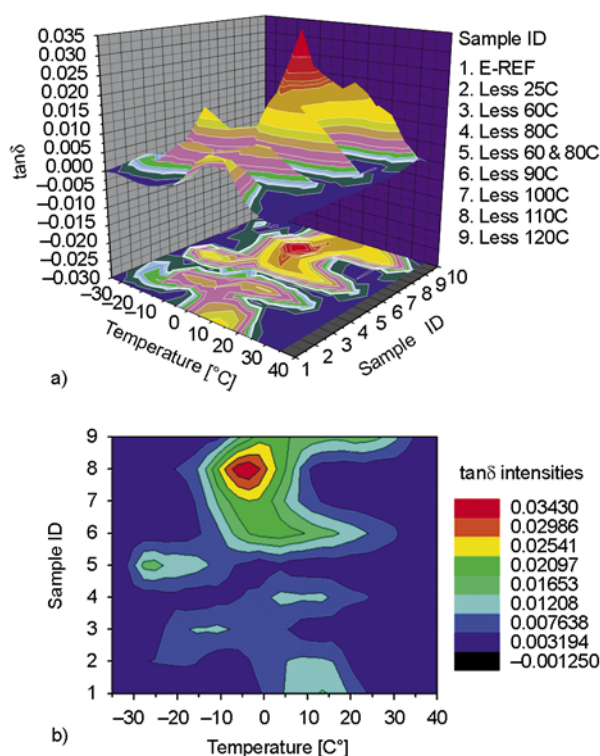 0.035
0.030
0.025
0.020
0.015
0.010
0.005
0.000
−0.005
−0.010
−0.015
−0.020
−0.025
−0.030
tanδ
−30
−20
−10
0
10
20
30
40
Temperature [°C]
1 2 3 4 5 6 7 8 9 10
Sample ID
Sample ID
1. E-REF
2. Less 25C
3. Less 60C
4. Less 80C
5. Less 60 & 80C
6. Less 90C
7. Less 100C
8. Less 110C
9. Less 120C
a)
9
8
7
6
5
4
3
2
1
Sample ID
−30 −20 −10 0 10 20 30 40
Temperature [C°]
tanδ intensities
0.03430
0.02986
0.02541
0.02097
0.01653
0.01208
0.007638
0.003194
−0.001250
b)